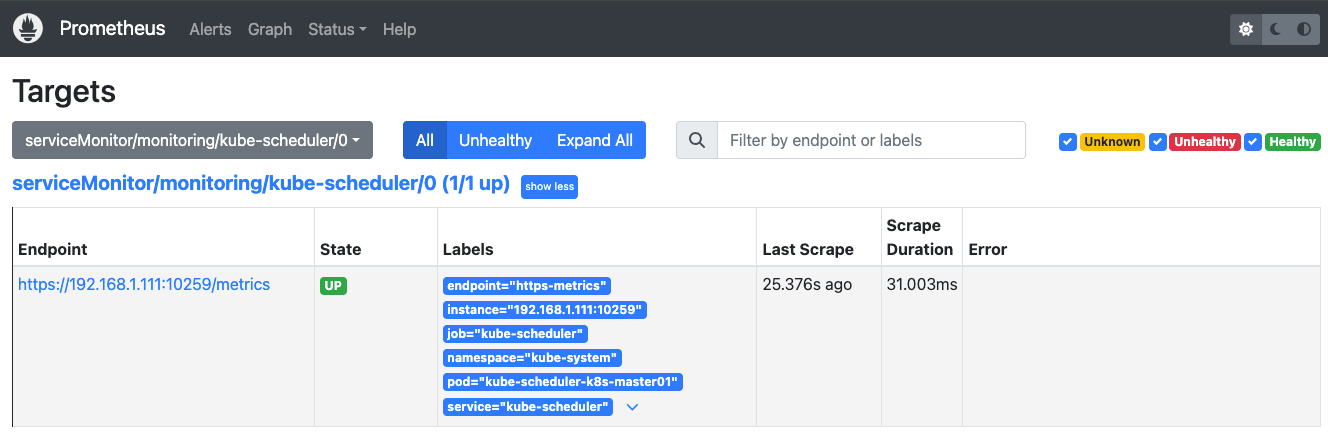 Prometheus Alerts Graph Status Help
Targets
serviceMonitor/monitoring/kube-scheduler/0 All Unhealthy Expand All Filter by endpoint or labels Unknown Unhealthy Healthy
serviceMonitor/monitoring/kube-scheduler/0 (1/1 up) show less
Endpoint State Labels Last Scrape Scrape Duration Error
https://192.168.1.111:10259/metrics UP endpoint="https-metrics" 25.376s ago 31.003ms
instance="192.168.1.111:10259"
job="kube-scheduler"
namespace="kube-system"
pod="kube-scheduler-k8s-master01"
service="kube-scheduler"